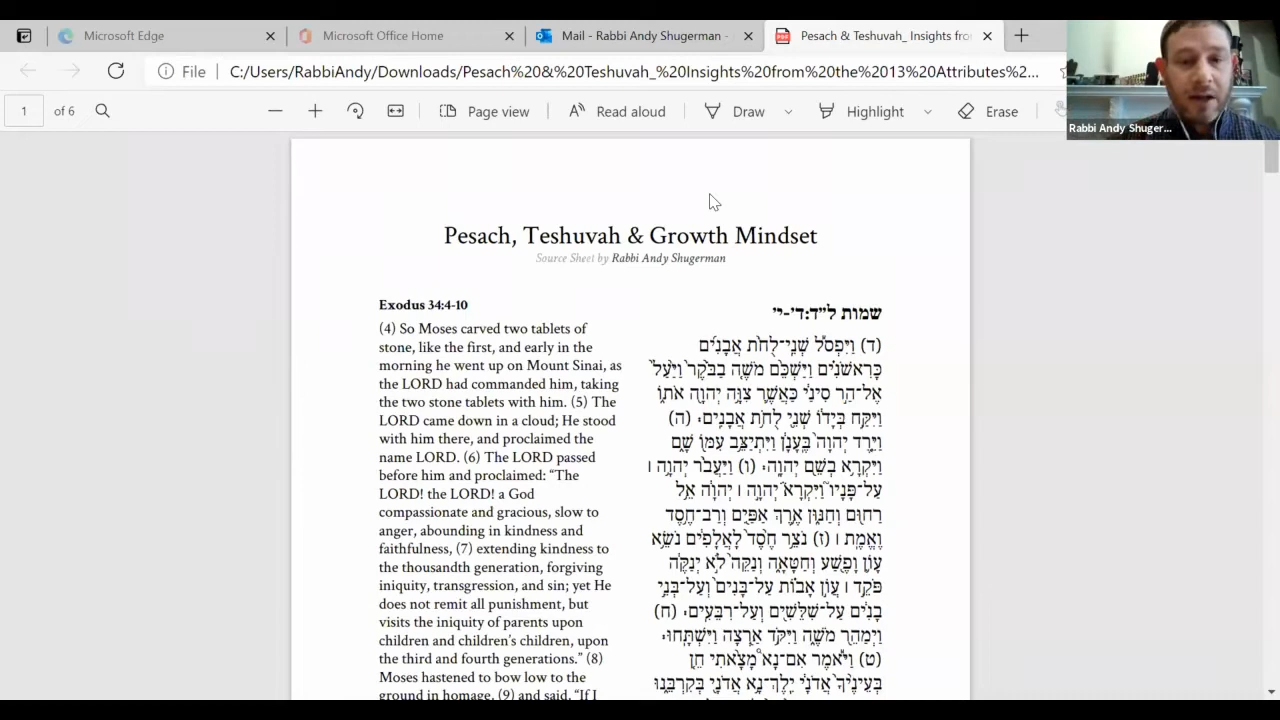 Microsoft Edge
Microsoft Office Home
Mail - Rabbi Andy Shugerman -
Pesach & Teshuvah_ Insights fro
File
C:/Users/RabbiAndy/Downloads/Pesach%20&%20Teshuvah_%20Insights%20from%20the%2013%20Attributes%2...
1
of 6
Page view
Read aloud
Draw
Highlight
Erase
Rabbi Andy Shuger...
Pesach, Teshuvah & Growth Mindset
Source Sheet by Rabbi Andy Shugerman
Exodus 34:4-10
(4) So Moses carved two tablets of
stone, like the first, and early in the
morning he went up on Mount Sinai, as
the LORD had commanded him, taking
the two stone tablets with him. (5) The
LORD came down in a cloud; He stood
with him there, and proclaimed the
name LORD. (6) The LORD passed
before him and proclaimed: “The
LORD! the LORD! a God
compassionate and gracious, slow to
anger, abounding in kindness and
faithfulness, (7) extending kindness to
the thousandth generation, forgiving
iniquity, transgression, and sin; yet He
does not remit all punishment, but
visits the iniquity of parents upon
children and children’s children, upon
the third and fourth generations.” (8)
Moses hastened to bow low to the
ground in homage, (9) and said, “If I
שמות ל״ד:ד׳-י׳
(ד) וַיִּפְסֹ֡ל שְׁנֵֽי־לֻחֹ֨ת אֲבָנִ֜ים
כָּרִאשֹׁנִ֗ים וַיַּשְׁכֵּ֨ם מֹשֶׁ֤ה בַבֹּ֙קֶר֙ וַיַּ֙עַל֙
אֶל־הַ֣ר סִינַ֔י כַּאֲשֶׁ֛ר צִוָּ֥ה יְהוָ֖ה אֹת֑וֹ
וַיִּקַּ֣ח בְּיָד֔וֹ שְׁנֵ֖י לֻחֹ֥ת אֲבָנִֽים׃ (ה)
וַיֵּ֤רֶד יְהוָה֙ בֶּֽעָנָ֔ן וַיִּתְיַצֵּ֥ב עִמּ֖וֹ שָׁ֑ם
וַיִּקְרָ֥א בְשֵׁ֖ם יְהוָֽה׃ (ו) וַיַּעֲבֹ֨ר יְהוָ֥ה ׀
עַל־פָּנָיו֮ וַיִּקְרָא֒ יְהוָ֣ה ׀ יְהוָ֔ה אֵ֥ל
רַח֖וּם וְחַנּ֑וּן אֶ֥רֶךְ אַפַּ֖יִם וְרַב־חֶ֥סֶד
וֶאֱמֶֽת ׀ (ז) נֹצֵ֥ר חֶ֙סֶד֙ לָאֲלָפִ֔ים נֹשֵׂ֥א
עָוֺ֛ן וָפֶ֖שַׁע וְחַטָּאָ֑ה וְנַקֵּה֙ לֹ֣א יְנַקֶּ֔ה
פֹּקֵ֣ד ׀ עֲוֺ֣ן אָב֗וֹת עַל־בָּנִים֙ וְעַל־בְּנֵ֣י
בָנִ֔ים עַל־שִׁלֵּשִׁ֖ים וְעַל־רִבֵּעִֽים׃ (ח)
וַיְמַהֵ֖ר מֹשֶׁ֑ה וַיִּקֹּ֥ד אַ֖רְצָה וַיִּשְׁתָּֽחוּ׃
(ט) וַיֹּ֡אמֶר אִם־נָא֩ מָצָ֨אתִי חֵ֤ן
בְּעֵינֶ֙יךָ֙ אֲדֹנָ֔י יֵֽלֶךְ־נָ֥א אֲדֹנָ֖י בְּקִרְבֵּ֑נוּ